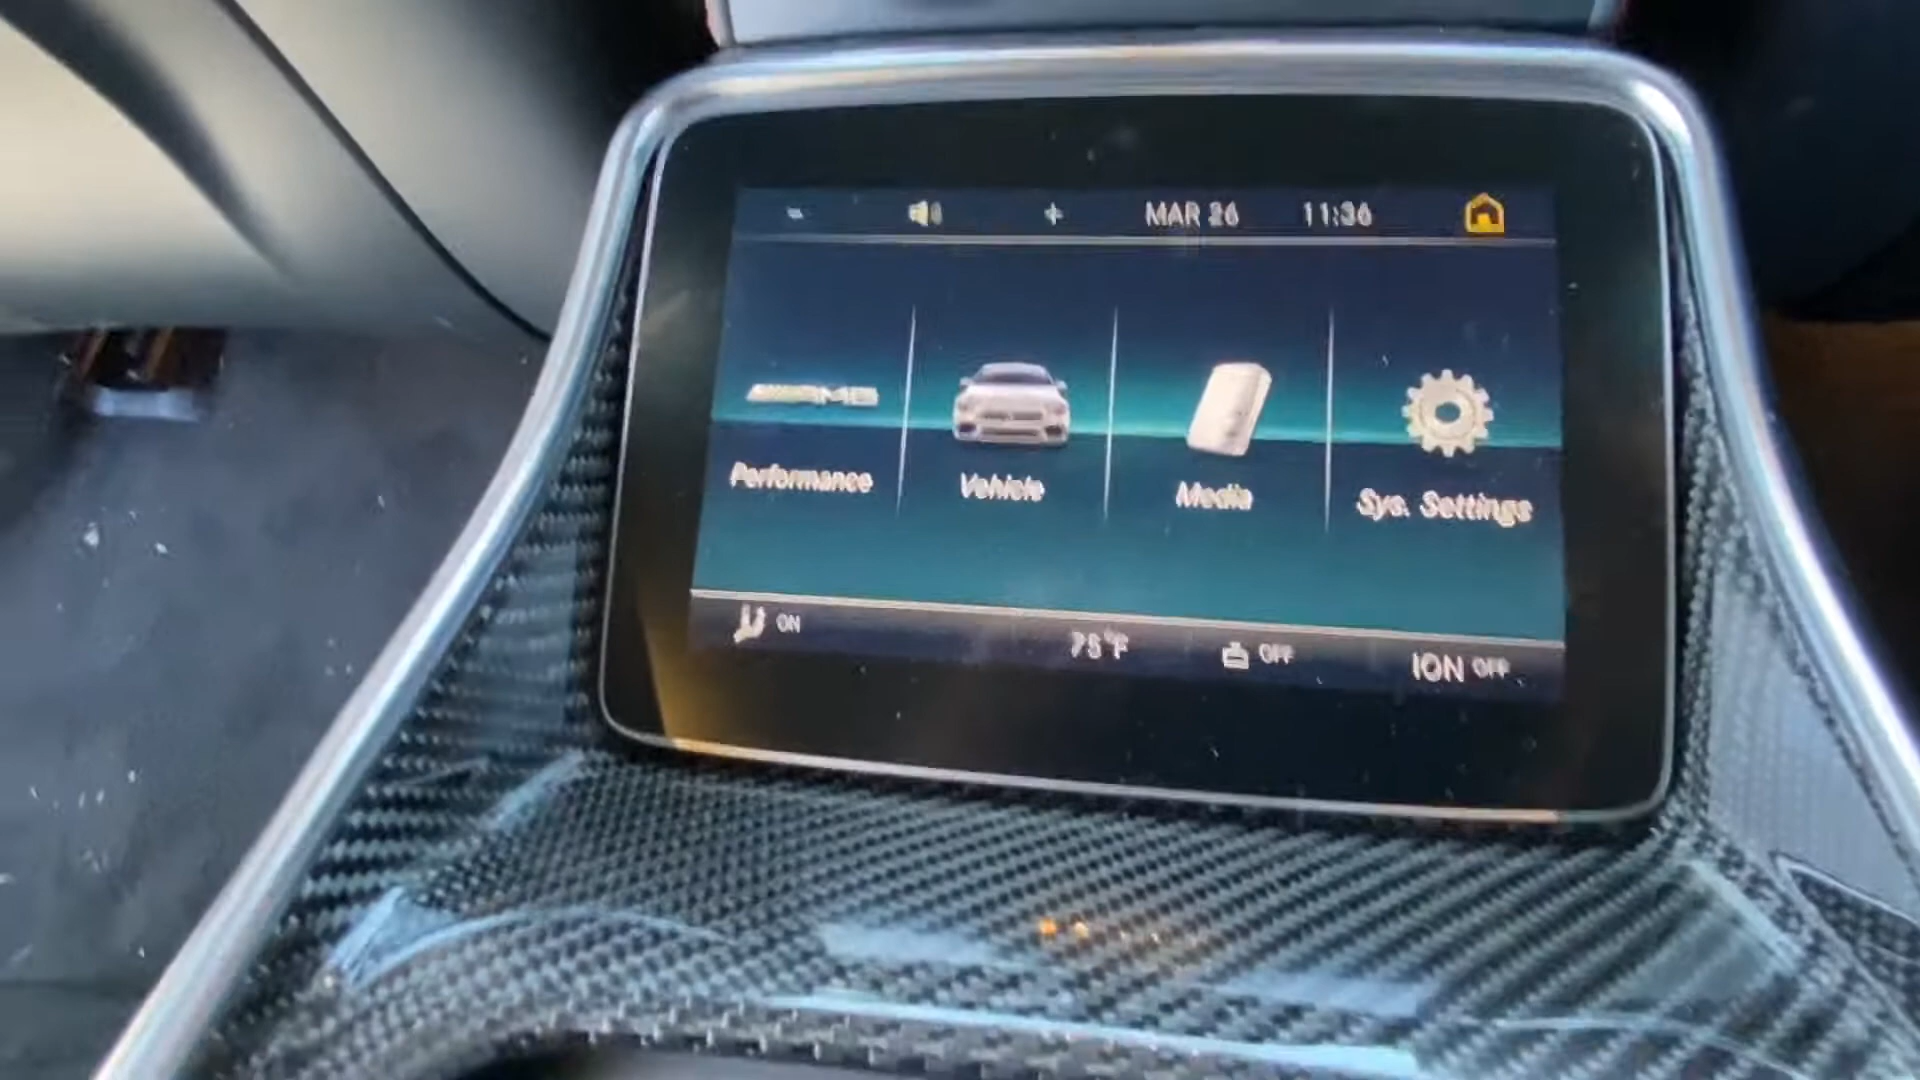 - + MAR 26 11:36
AMG
Performance Vehicle Media Sys. Settings
ON 75°F OFF ION OFF